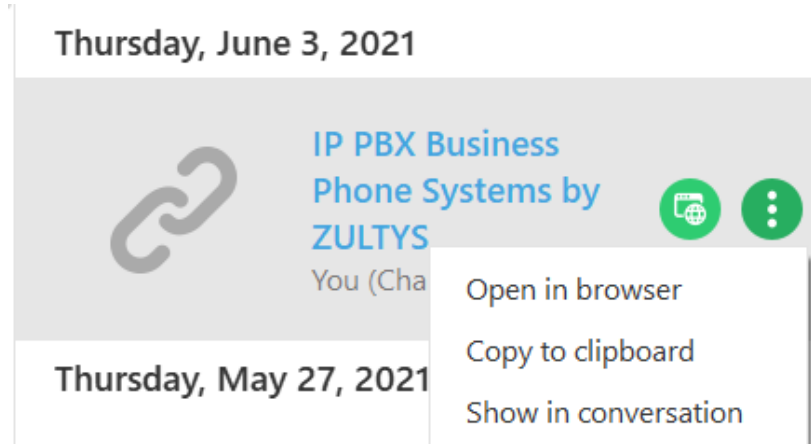 Thursday, June 3, 2021
IP PBX Business
Phone Systems by
ZULTYS
You (Cha
Open in browser
Copy to clipboard
Show in conversation
Thursday, May 27, 2021